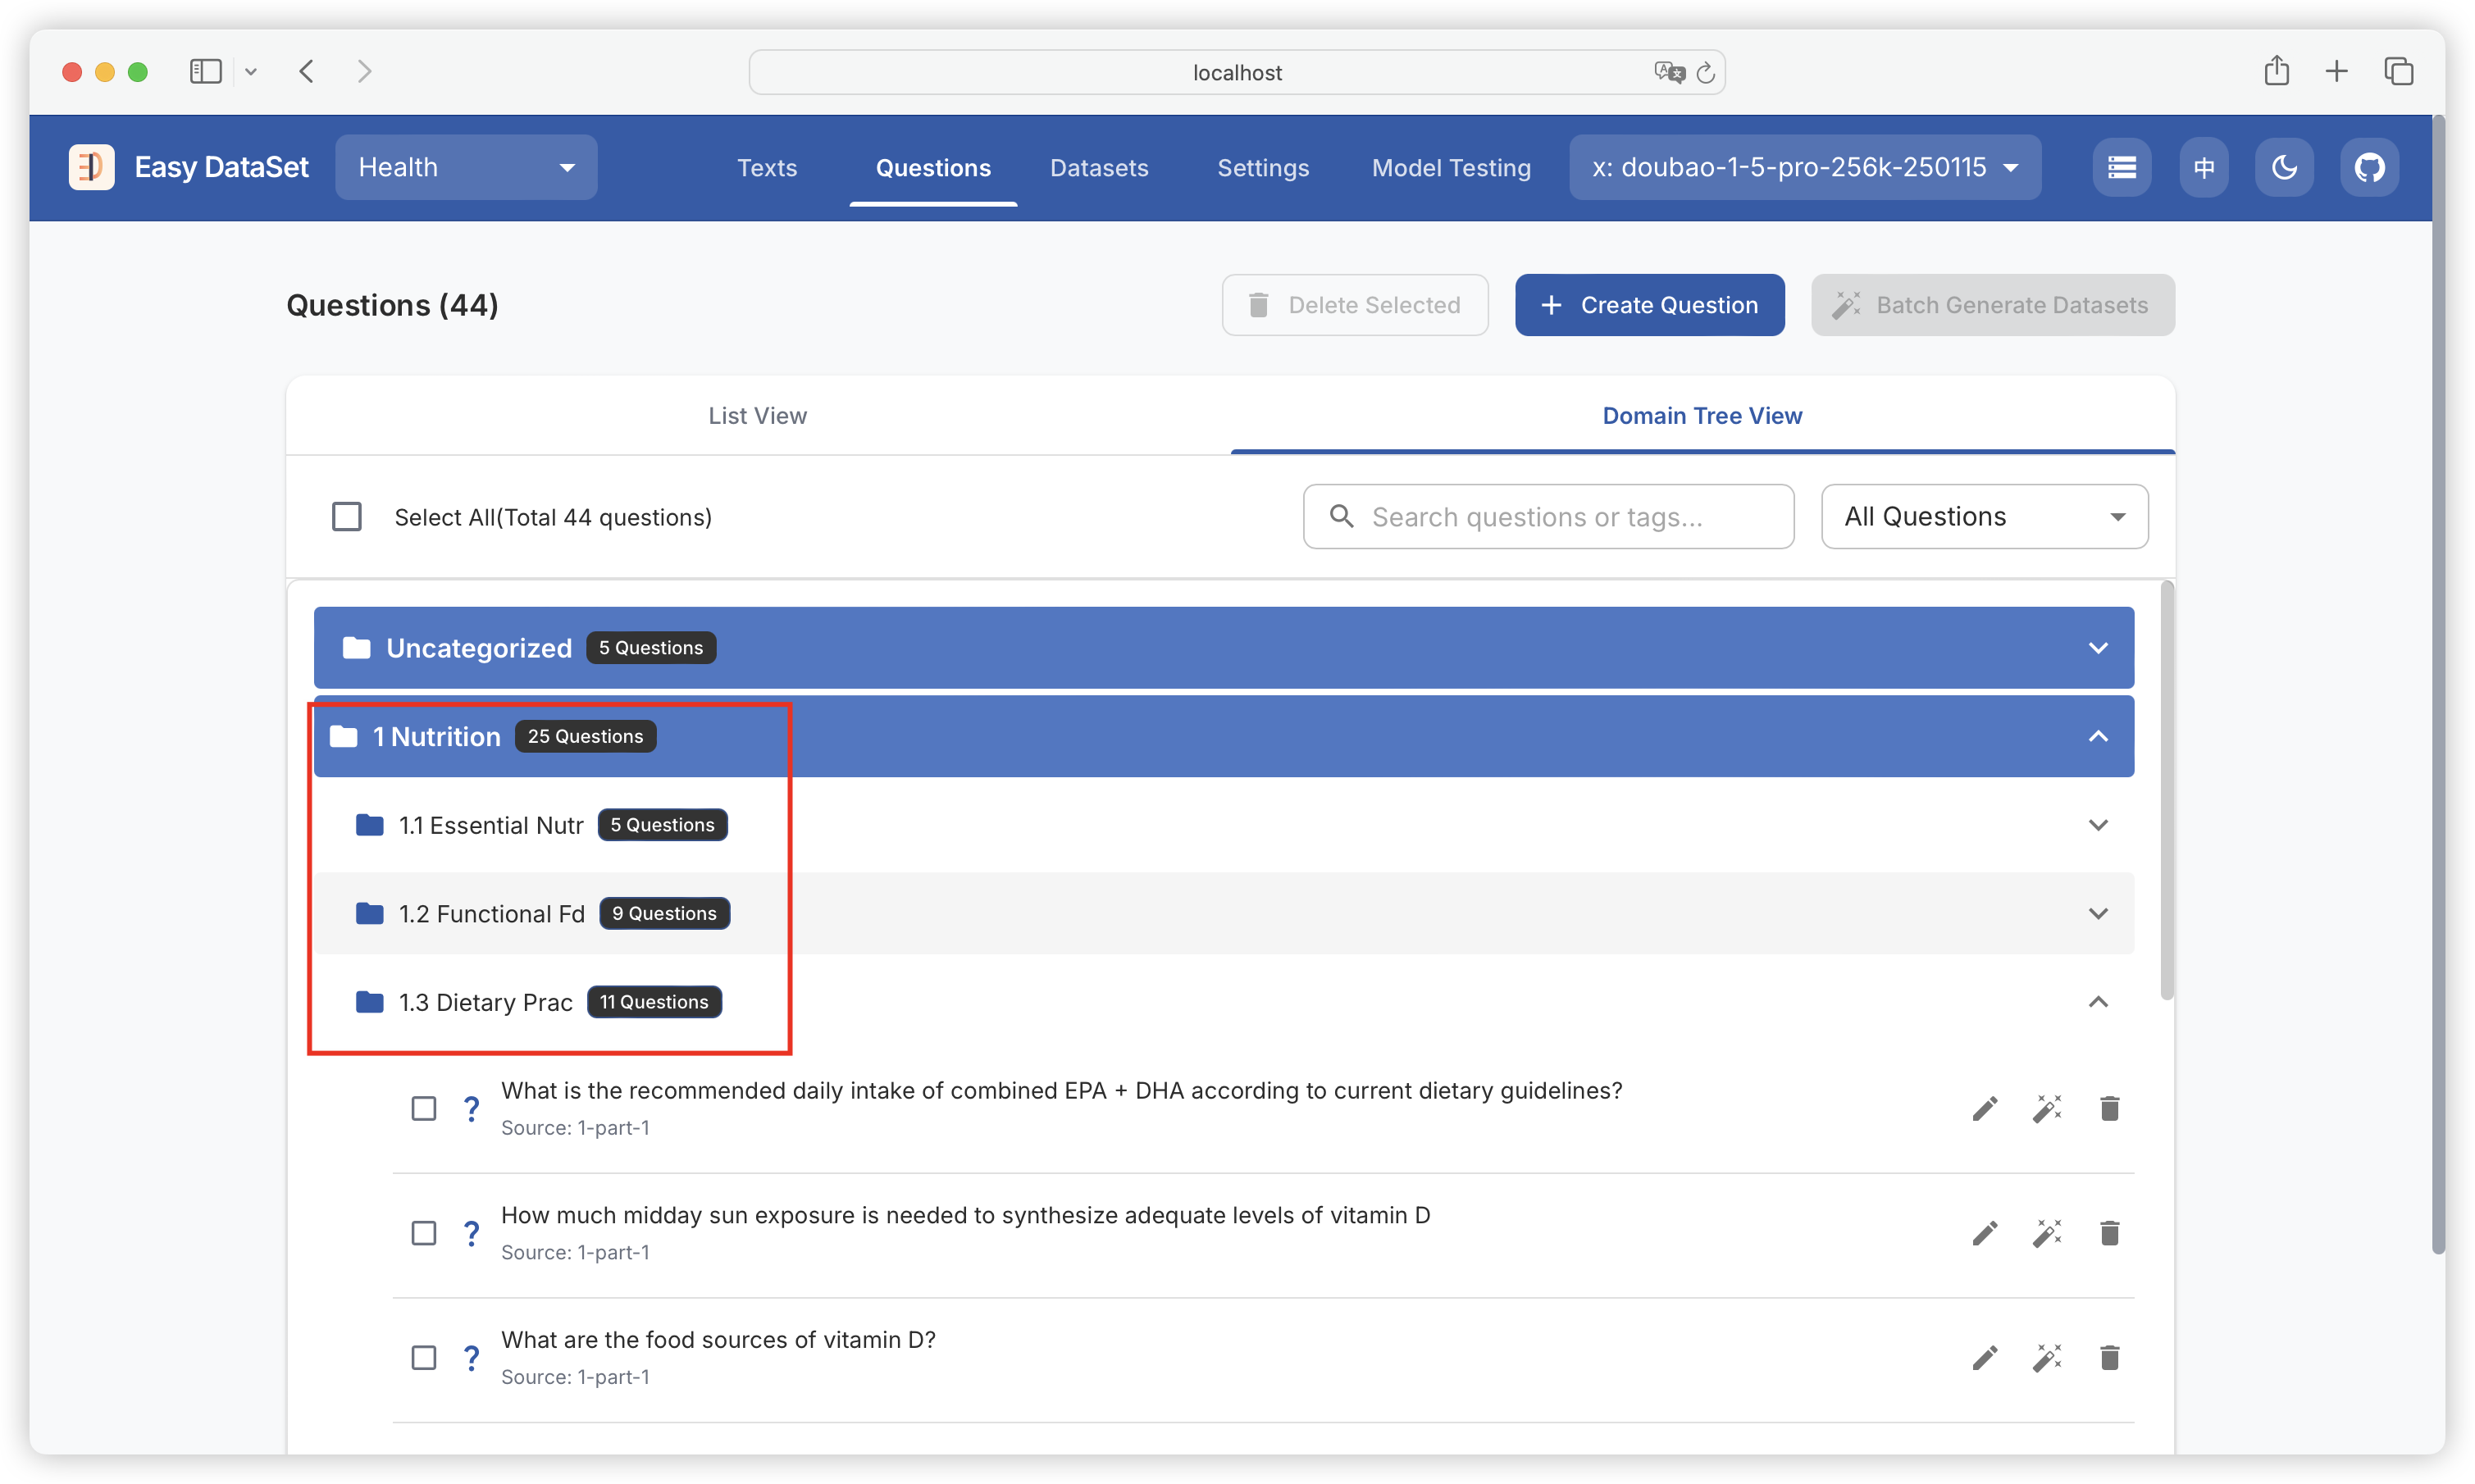 localhost
Easy DataSet
Health
Texts
Questions
Datasets
Settings
Model Testing
x: doubao-1-5-pro-256k-250115
中
Questions (44)
Delete Selected
+ Create Question
Batch Generate Datasets
List View
Domain Tree View
Select All(Total 44 questions)
Search questions or tags...
All Questions
Uncategorized 5 Questions
1 Nutrition 25 Questions
1.1 Essential Nutr 5 Questions
1.2 Functional Fd 9 Questions
1.3 Dietary Prac 11 Questions
? What is the recommended daily intake of combined EPA + DHA according to current dietary guidelines?
Source: 1-part-1
? How much midday sun exposure is needed to synthesize adequate levels of vitamin D
Source: 1-part-1
? What are the food sources of vitamin D?
Source: 1-part-1